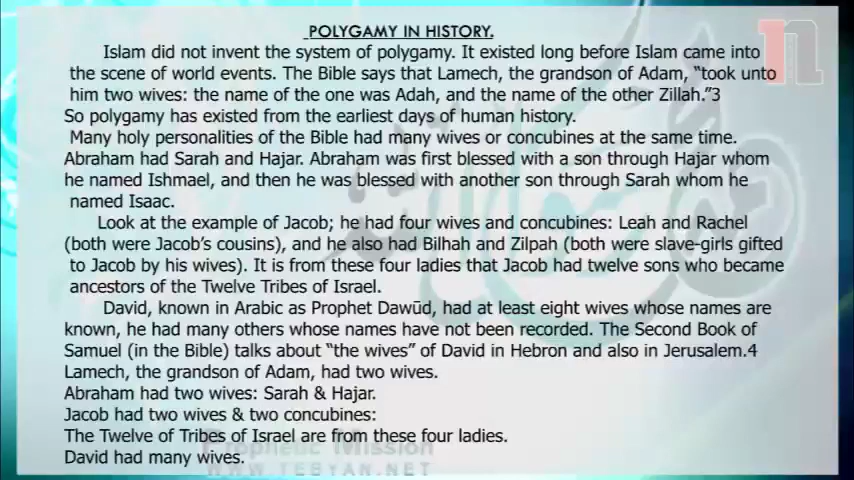 POLYGAMY IN HISTORY.
Islam did not invent the system of polygamy. It existed long before Islam came into
the scene of world events. The Bible says that Lamech, the grandson of Adam, “took unto
him two wives: the name of the one was Adah, and the name of the other Zillah.”3
So polygamy has existed from the earliest days of human history.
Many holy personalities of the Bible had many wives or concubines at the same time.
Abraham had Sarah and Hajar. Abraham was first blessed with a son through Hajar whom
he named Ishmael, and then he was blessed with another son through Sarah whom he
named Isaac.
Look at the example of Jacob; he had four wives and concubines: Leah and Rachel
(both were Jacob’s cousins), and he also had Bilhah and Zilpah (both were slave-girls gifted
to Jacob by his wives). It is from these four ladies that Jacob had twelve sons who became
ancestors of the Twelve Tribes of Israel.
David, known in Arabic as Prophet Dawūd, had at least eight wives whose names are
known, he had many others whose names have not been recorded. The Second Book of
Samuel (in the Bible) talks about “the wives” of David in Hebron and also in Jerusalem.4
Lamech, the grandson of Adam, had two wives.
Abraham had two wives: Sarah & Hajar.
Jacob had two wives & two concubines:
The Twelve of Tribes of Israel are from these four ladies.
David had many wives.
Prophetic Mission
WWW.TEBYAN.NET